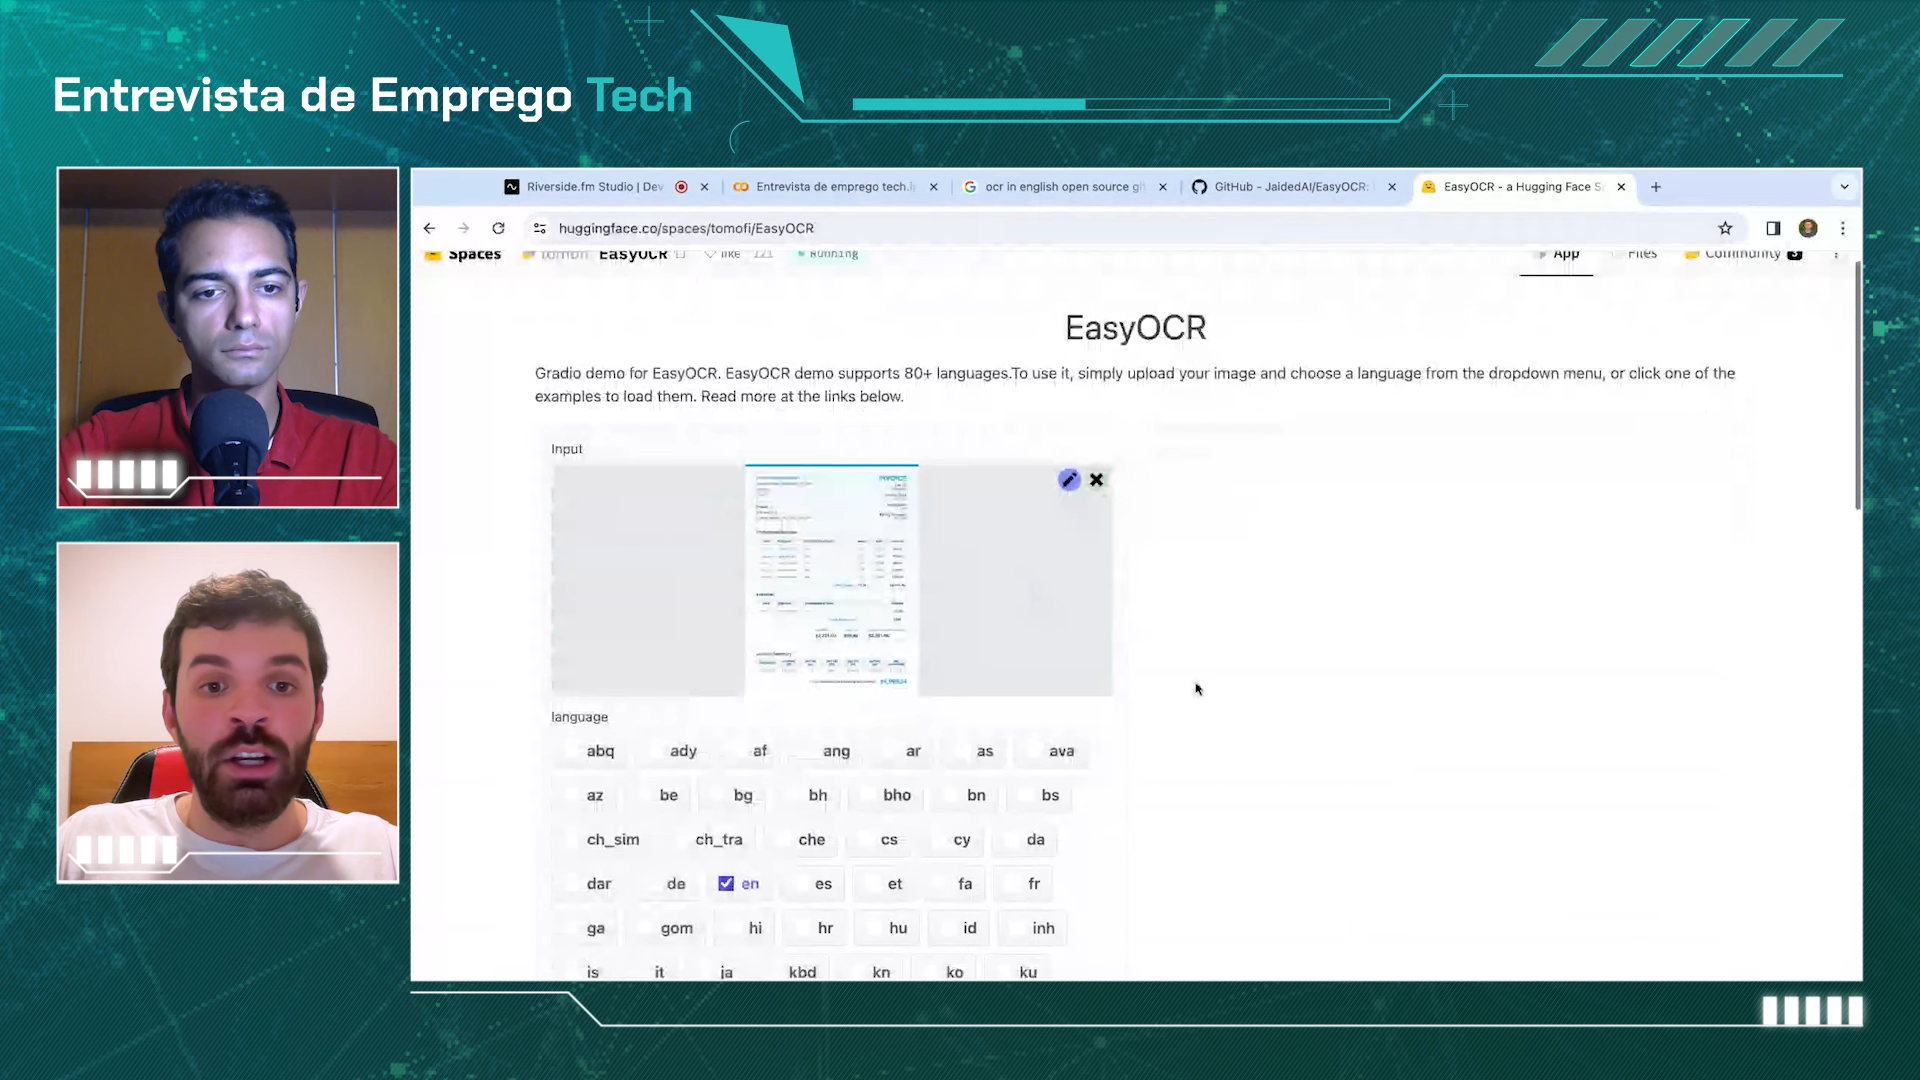 Entrevista de Emprego Tech
Riverside.fm Studio | Dev
Entrevista de emprego tech.i
ocr in english open source gi
GitHub - JaidedAI/EasyOCR:
EasyOCR - a Hugging Face S
huggingface.co/spaces/tomofi/EasyOCR
Spaces tomofi EasyOCR like 121 Running App Files Community
EasyOCR
Gradio demo for EasyOCR. EasyOCR demo supports 80+ languages.To use it, simply upload your image and choose a language from the dropdown menu, or click one of the
examples to load them. Read more at the links below.
Input
INVOICE
language
abq ady af ang ar as ava
az be bg bh bho bn bs
ch_sim ch_tra che cs cy da
dar de en es et fa fr
ga gom hi hr hu id inh
is it ja kbd kn ko ku